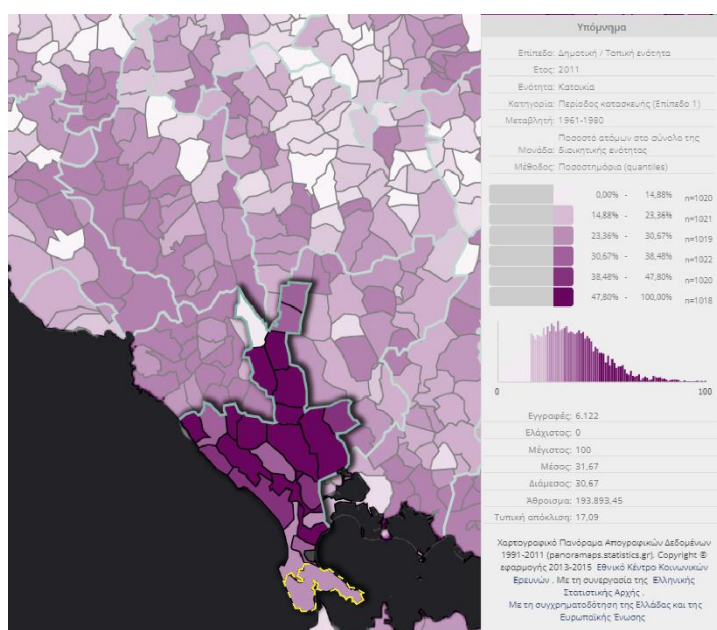 Υπόμνημα
Επίπεδο: Δημοτική / Τοπική ενότητα
Έτος: 2011
Ενότητα: Κατοικία
Κατηγορία: Περίοδος κατασκευής (Επίπεδο 1)
Μεταβλητή: 1961-1980
Ποσοστό ατόμων στο σύνολο της
Μονάδα: διοικητικής ενότητας
Μέθοδος: Ποσοστημόρια (quantiles)
0,00% - 14,88% n=1020
14,88% - 23,36% n=1021
23,36% - 30,67% n=1019
30,67% - 38,48% n=1022
38,48% - 47,80% n=1020
47,80% - 100,00% n=1018
0 100
Εγγραφές: 6.122
Ελάχιστος: 0
Μέγιστος: 100
Μέσος: 31,67
Διάμεσος: 30,67
Άθροισμα: 193.893,45
Τυπική απόκλιση: 17,09
Χαρτογραφικό Πανόραμα Απογραφικών Δεδομένων
1991-2011 (panoramaps.statistics.gr). Copyright ©
εφαρμογής 2013-2015 Εθνικό Κέντρο Κοινωνικών
Ερευνών . Με τη συνεργασία της Ελληνικής
Στατιστικής Αρχής .
Με τη συγχρηματοδότηση της Ελλάδας και της
Ευρωπαϊκής Ένωσης